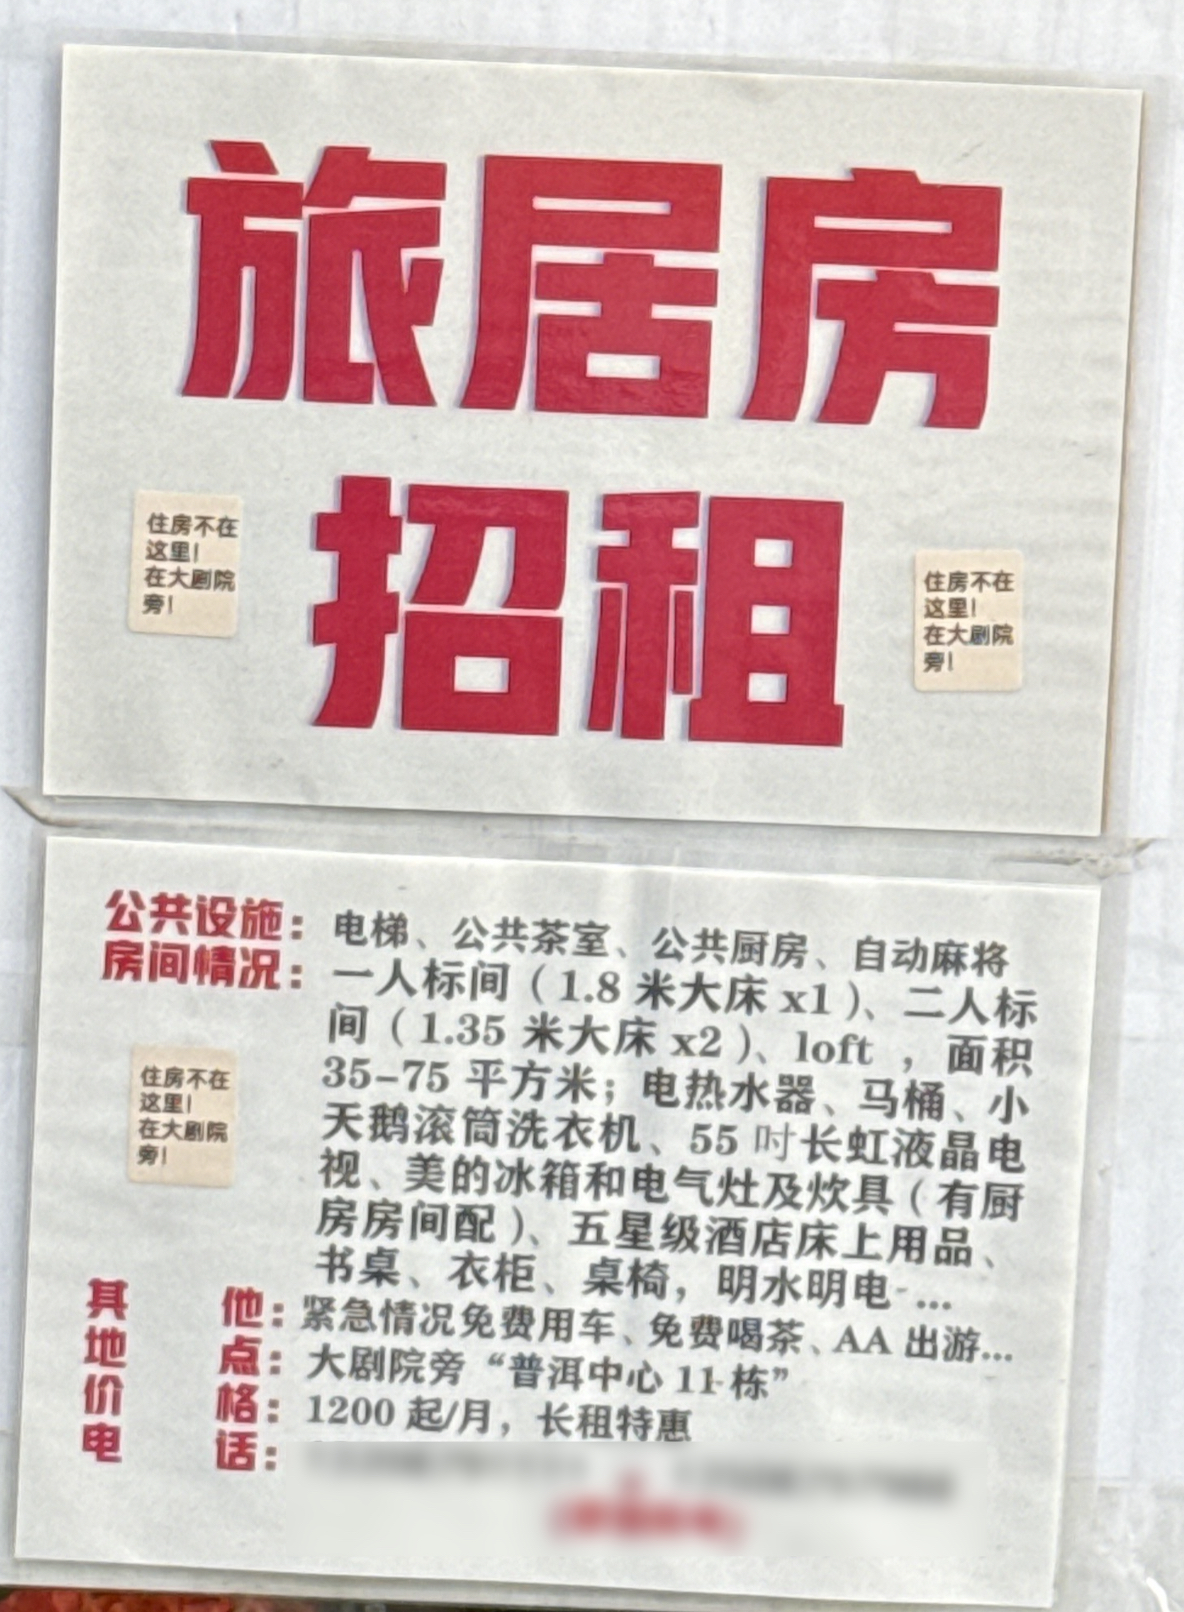 旅居房
招租
住房不在
这里!
在大剧院
旁!
住房不在
这里!
在大剧院
旁!
公共设施: 电梯、公共茶室、公共厨房、自动麻将
房间情况: 一人标间(1.8 米大床 x1)、二人标
间(1.35 米大床 x2)、loft ,面积
35-75 平方米;电热水器、马桶、小
天鹅滚筒洗衣机、55 吋长虹液晶电
视、美的冰箱和电气灶及炊具(有厨
房房间配)、五星级酒店床上用品、
书桌、衣柜、桌椅,明水明电-...
住房不在
这里!
在大剧院
旁!
其他:紧急情况免费用车、免费喝茶、AA 出游...
地点:大剧院旁“普洱中心 11-栋”
价格:1200 起/月,长租特惠
电话: